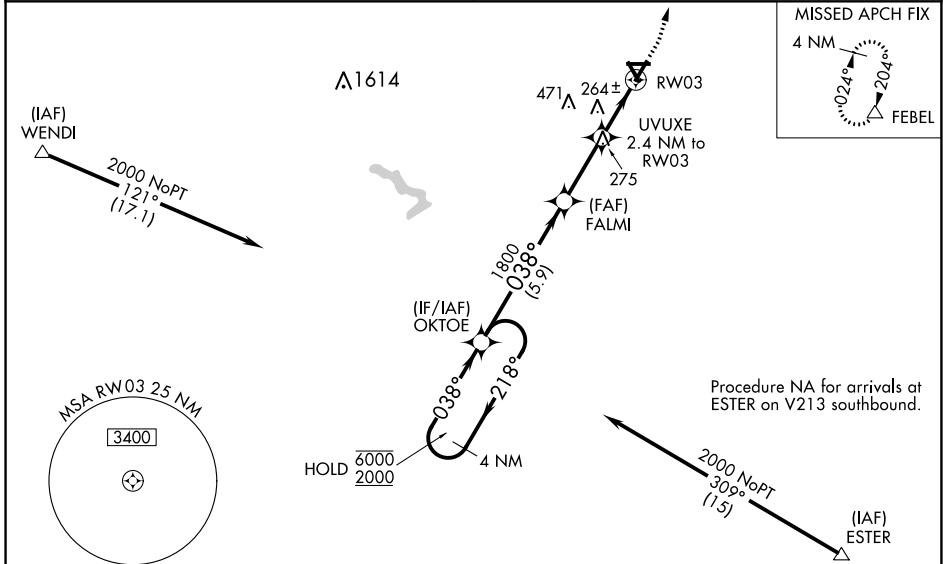 MISSED APCH FIX
4 NM
024°
204°
FEBEL
1614
471
264±
RW03
UVUXE
2.4 NM to
RW03
275
(IAF)
WENDI
2000 NoPT
121°
(17.1)
(FAF)
FALMI
1800
038°
(5.9)
(IF/IAF)
OKTOE
038°
218°
HOLD
6000
2000
4 NM
MSA RW03 25 NM
3400
Procedure NA for arrivals at
ESTER on V213 southbound.
2000 NoPT
309°
(15)
(IAF)
ESTER